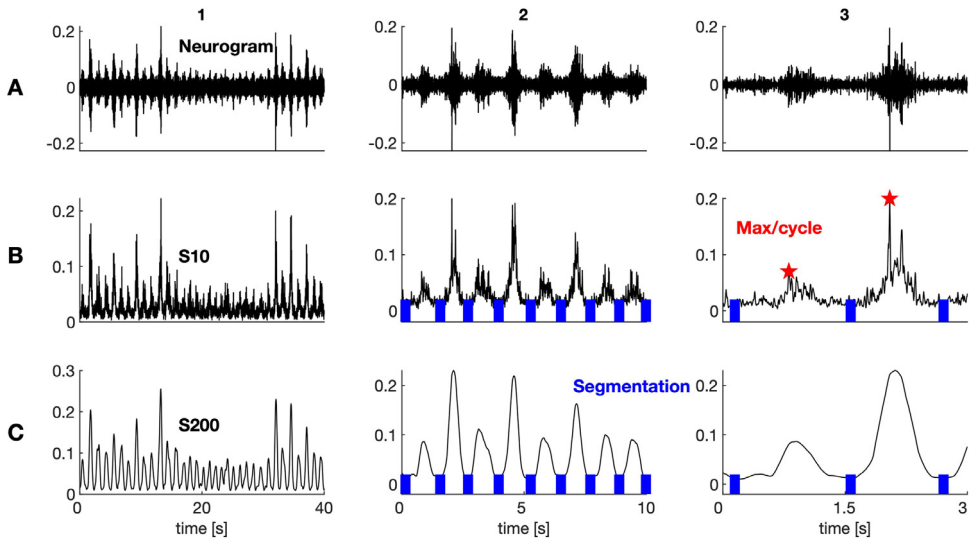 1 2 3
A
0.2 0 -0.2 Neurogram
0.2 0 -0.2
0.2 0 -0.2
B
0.2 0.1 0 S10
0.2 0.1 0
0.2 0.1 0 Max/cycle
C
0.3 0.2 0.1 0 S200
0.2 0.1 0 Segmentation
0.2 0.1 0
0 20 40
0 5 10
0 1.5 3
time [s] time [s] time [s]